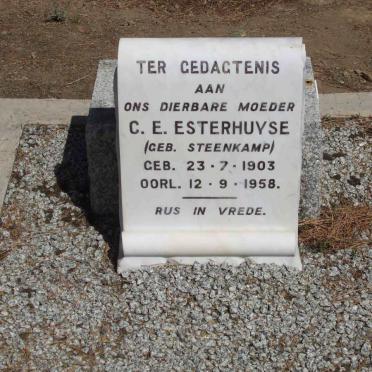 TER GEDAGTENIS
AAN
ONS DIERBARE MOEDER
C. E. ESTERHUYSE
(GEB. STEENKAMP)
GEB. 23 · 7 · 1903
OORL. 12 · 9 · 1958.
RUS IN VREDE.